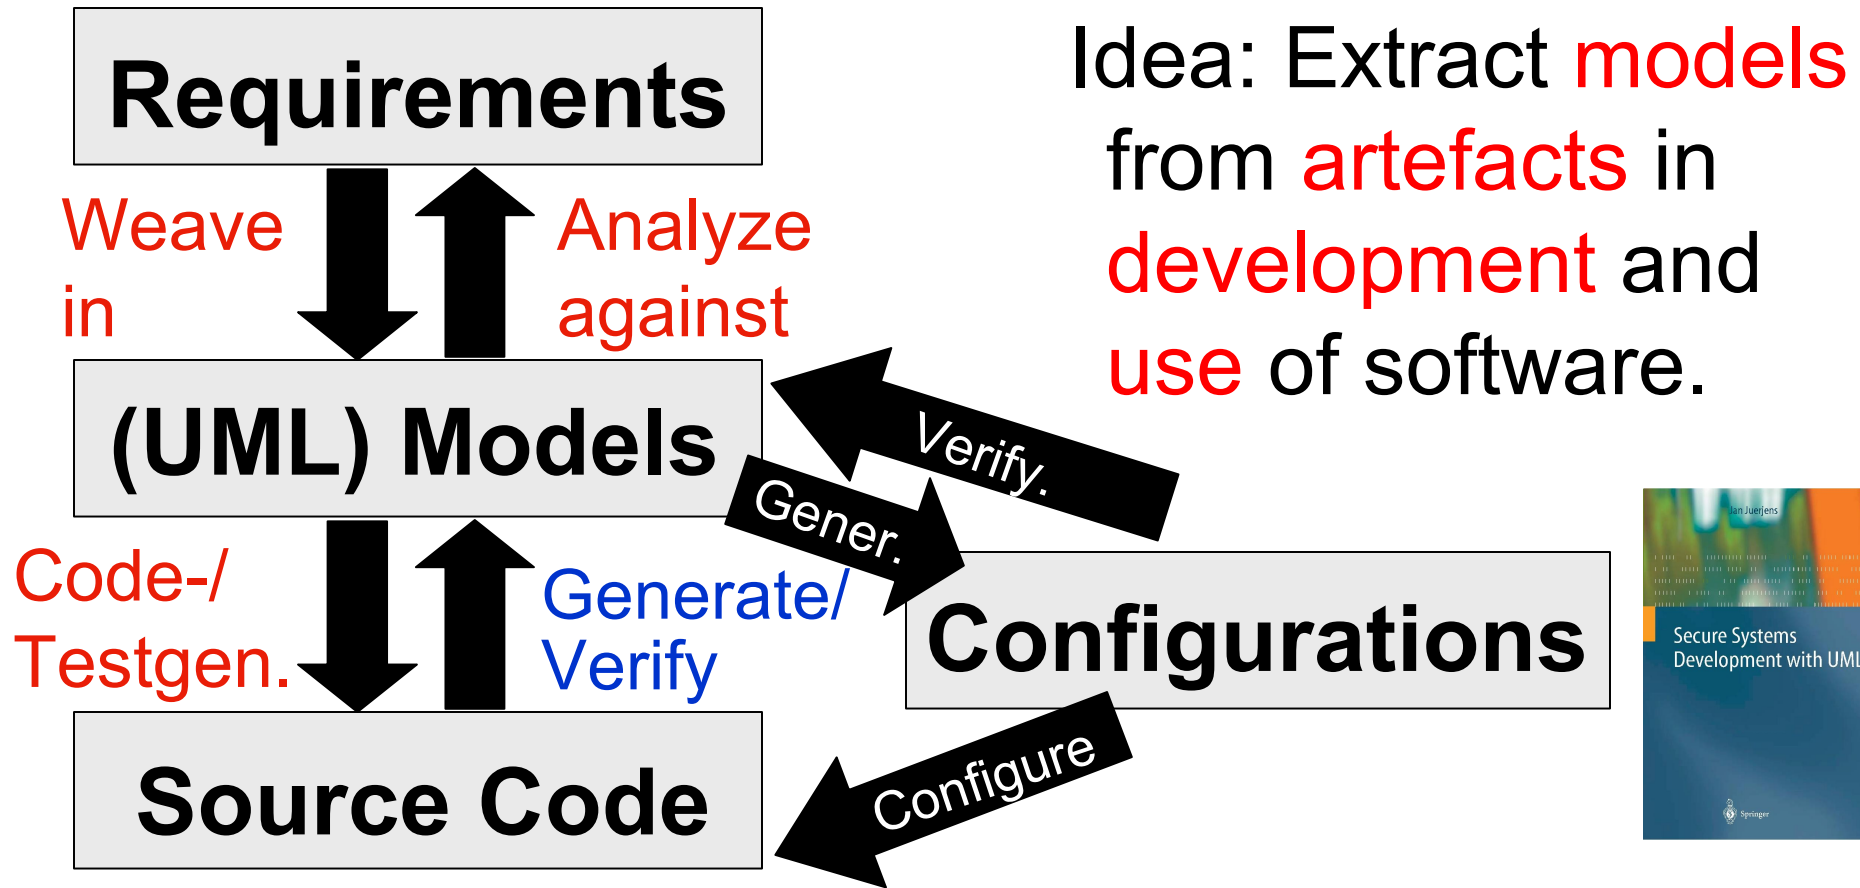 Requirements
Idea: Extract models
from artefacts in
development and
use of software.
Weave
in
Analyze
against
(UML) Models
Verify.
Gener.
Code-/
Testgen.
Generate/
Verify
Configurations
Configure
Source Code
Jan Juerjens
Secure Systems
Development with UML
Springer